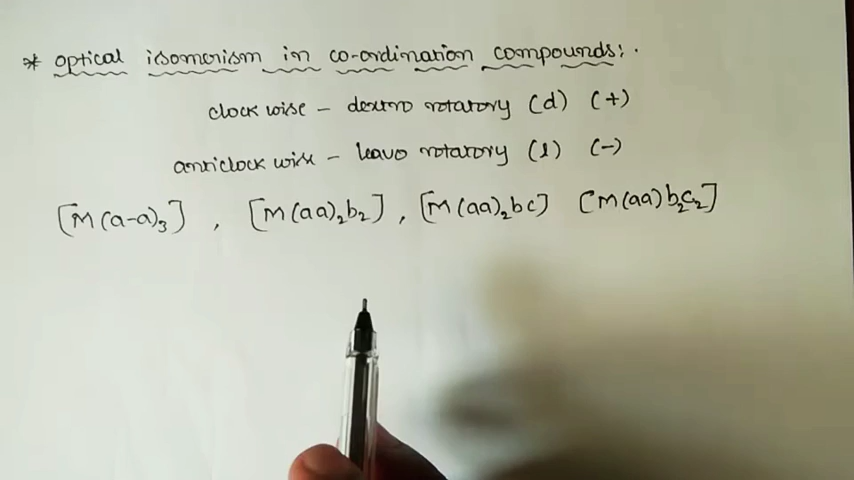 * optical isomerism in co-ordination compounds:.
clock wise - dextro rotatory (d) (+)
anticlock wise - leavo rotatory (l) (-)
[M(a-a)₃] , [M(aa)₂b₂] , [M(aa)₂bc] [M(aa)b₂c₂]